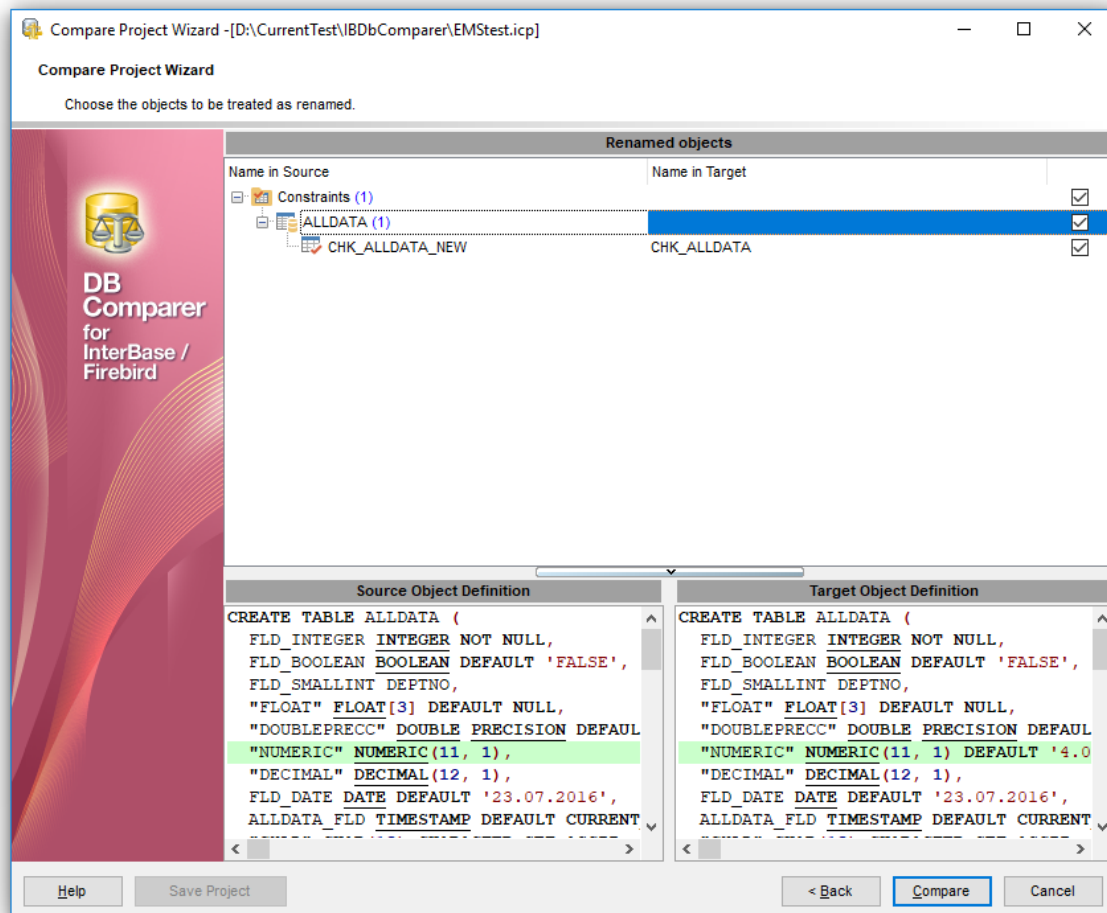 Compare Project Wizard -[D:\CurrentTest\IBDbComparer\EMStest.icp]
Compare Project Wizard
Choose the objects to be treated as renamed.
DB
Comparer
for
InterBase /
Firebird
Renamed objects
Name in Source Name in Target
Constraints (1)
ALLDATA (1)
CHK_ALLDATA_NEW CHK_ALLDATA
Source Object Definition
CREATE TABLE ALLDATA (
FLD_INTEGER INTEGER NOT NULL,
FLD_BOOLEAN BOOLEAN DEFAULT 'FALSE',
FLD_SMALLINT DEPTNO,
"FLOAT" FLOAT[3] DEFAULT NULL,
"DOUBLEPRECC" DOUBLE PRECISION DEFAUL
"NUMERIC" NUMERIC(11, 1),
"DECIMAL" DECIMAL(12, 1),
FLD_DATE DATE DEFAULT '23.07.2016',
ALLDATA_FLD TIMESTAMP DEFAULT CURRENT
Target Object Definition
CREATE TABLE ALLDATA (
FLD_INTEGER INTEGER NOT NULL,
FLD_BOOLEAN BOOLEAN DEFAULT 'FALSE',
FLD_SMALLINT DEPTNO,
"FLOAT" FLOAT[3] DEFAULT NULL,
"DOUBLEPRECC" DOUBLE PRECISION DEFAUL
"NUMERIC" NUMERIC(11, 1) DEFAULT '4.0
"DECIMAL" DECIMAL(12, 1),
FLD_DATE DATE DEFAULT '23.07.2016',
ALLDATA_FLD TIMESTAMP DEFAULT CURRENT
Help Save Project < Back Compare Cancel